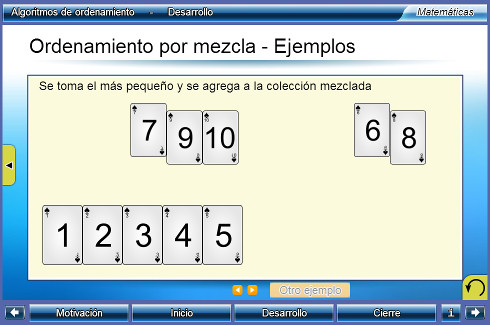 Algoritmos de ordenamiento - Desarrollo Matemáticas
Ordenamiento por mezcla - Ejemplos
Se toma el más pequeño y se agrega a la colección mezclada
7 9 10 6 8
1 2 3 4 5
Otro ejemplo
Motivación Inicio Desarrollo Cierre i